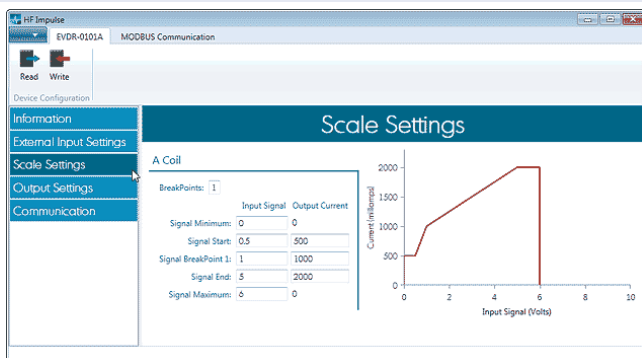 HF Impulse
EVDR-0101A MODBUS Communication
Read Write
Device Configuration
Information
External Input Settings
Scale Settings
Output Settings
Communication
Scale Settings
A Coil
BreakPoints: 1
Input Signal Output Current
Signal Minimum: 0 0
Signal Start: 0.5 500
Signal BreakPoint 1: 1 1000
Signal End: 5 2000
Signal Maximum: 6 0
Current (milliamps)
2000
1500
1000
500
0
0 2 4 6 8 10
Input Signal (Volts)